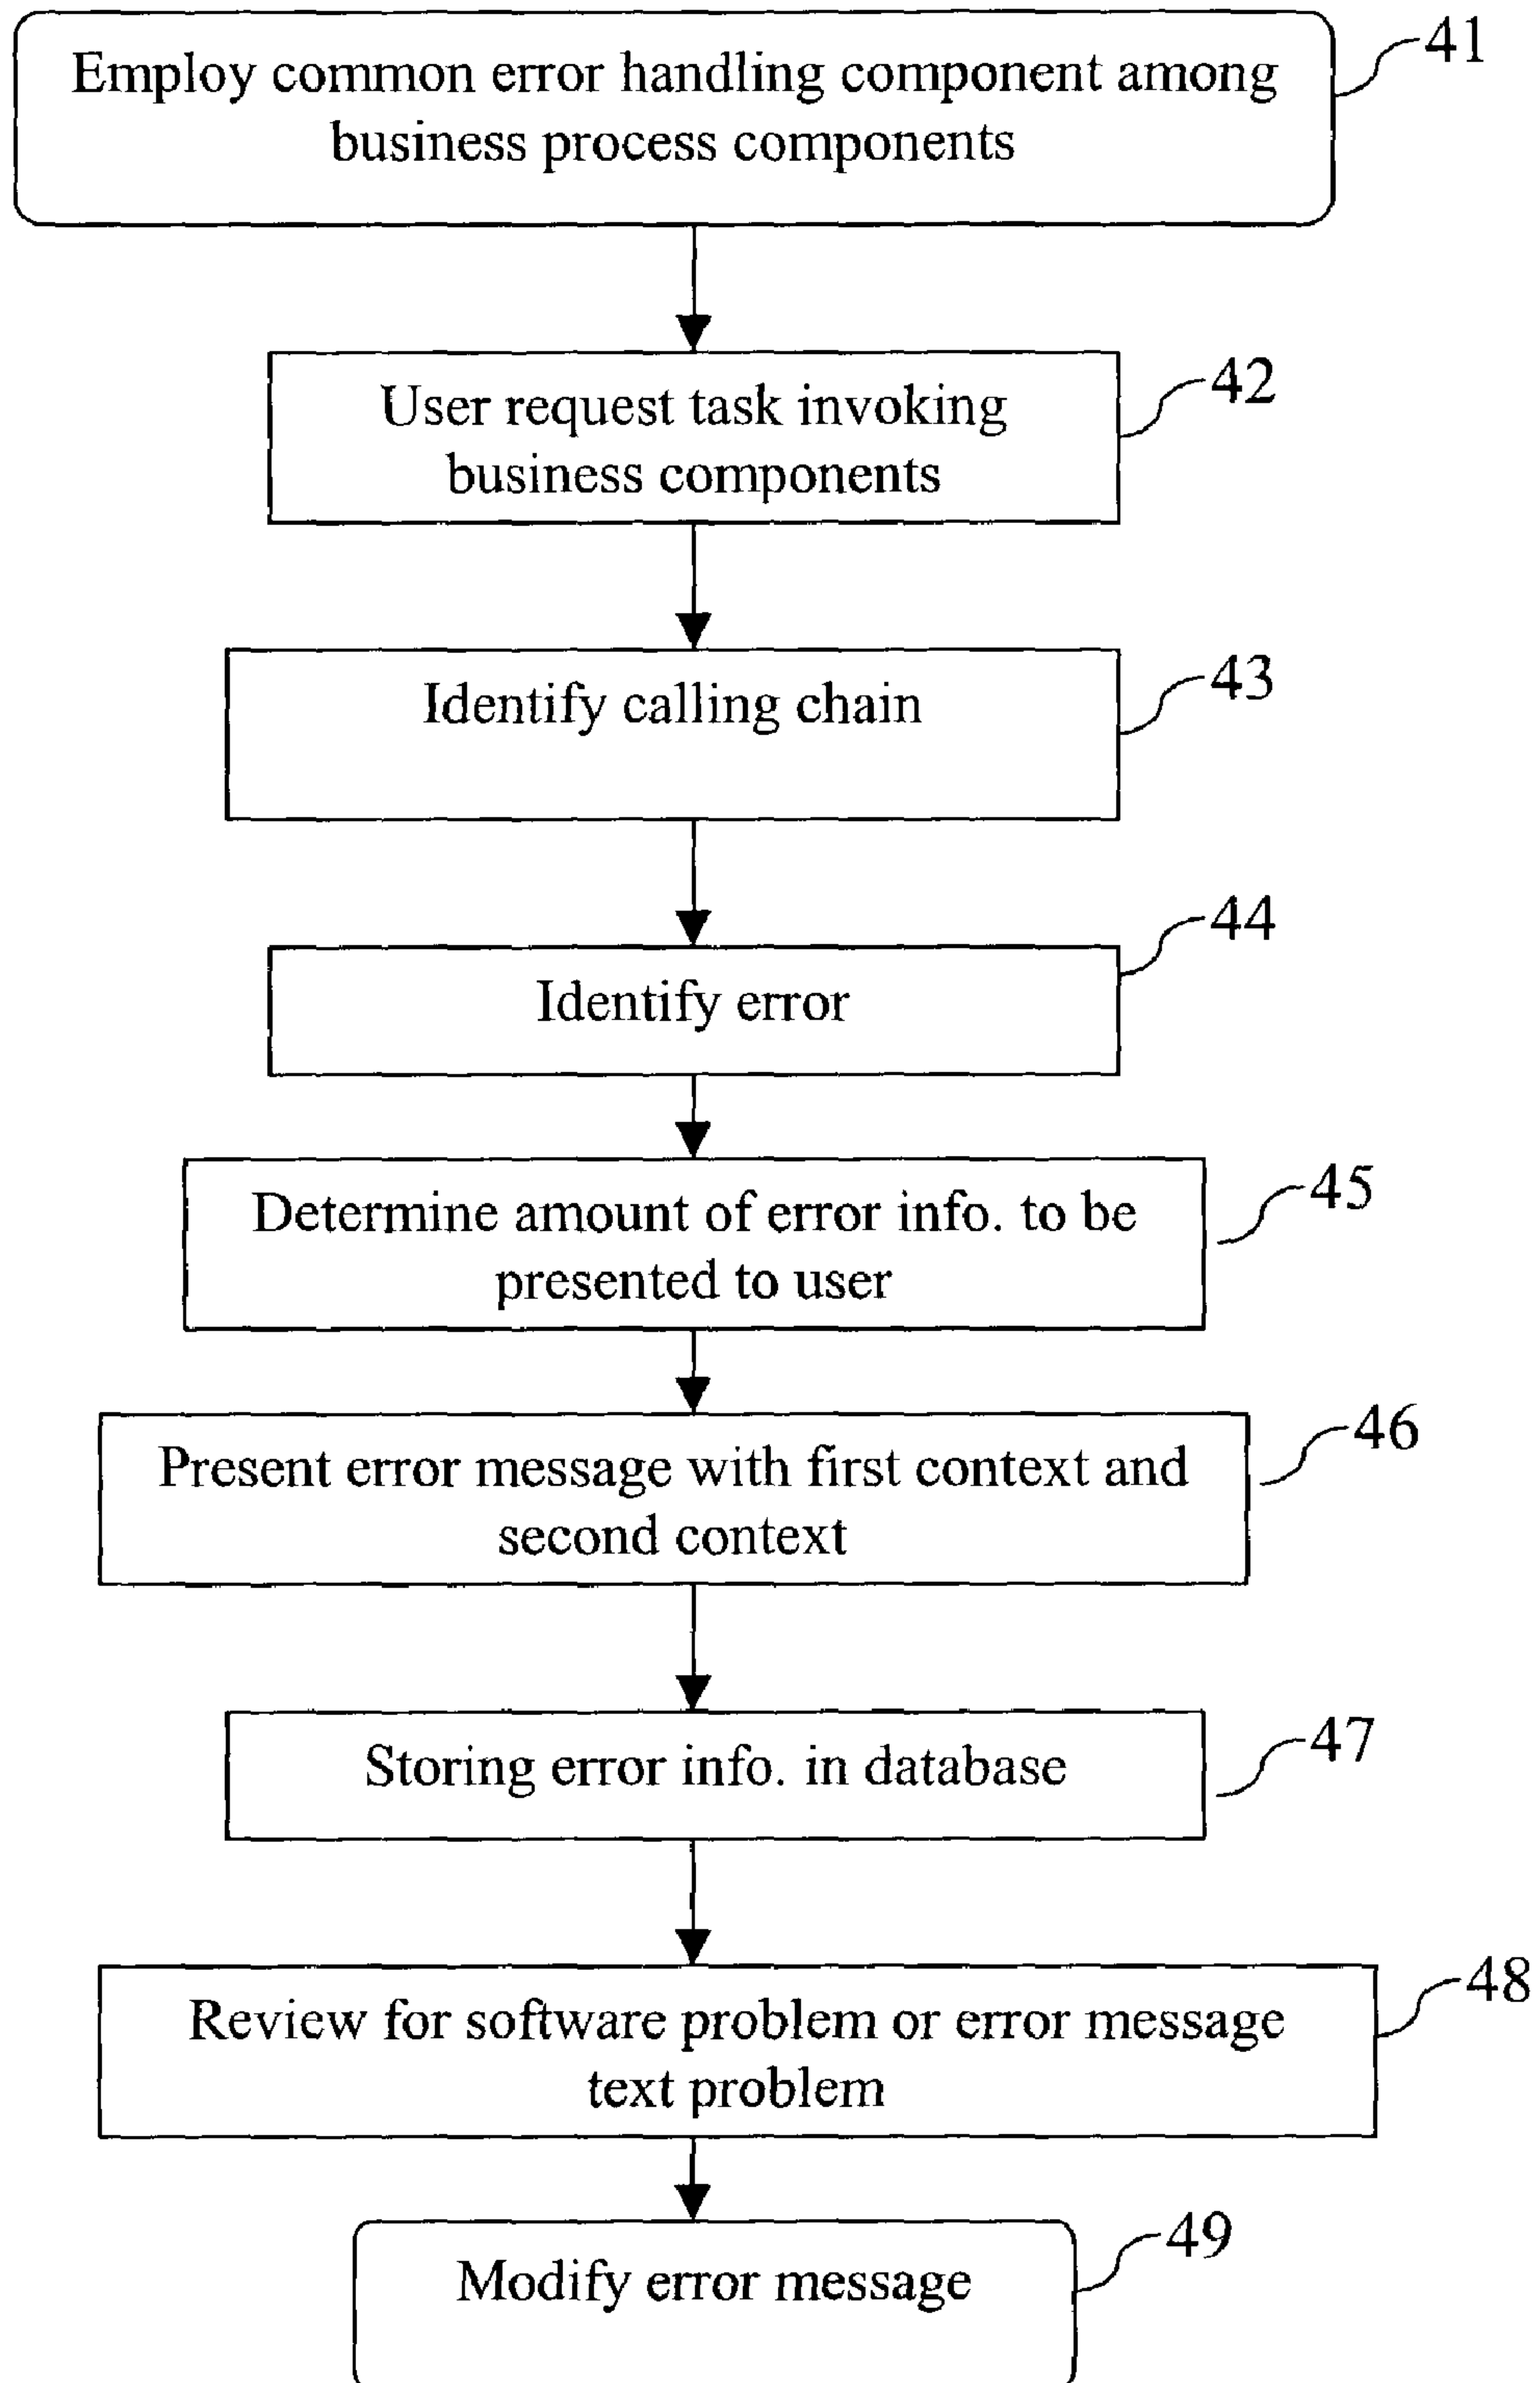 Employ common error handling component among
business process components
41
User request task invoking
business components
42
Identify calling chain
43
Identify error
44
Determine amount of error info. to be
presented to user
45
Present error message with first context and
second context
46
Storing error info. in database
47
Review for software problem or error message
text problem
48
Modify error message
49